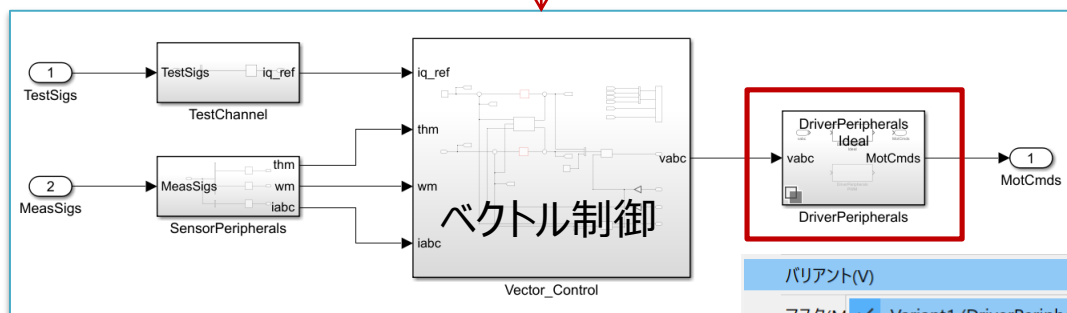 1
TestSigs
TestSigs
iq_ref
TestChannel
2
MeasSigs
MeasSigs
thm
wm
iabc
SensorPeripherals
iq_ref
thm
wm
iabc
vabc
ベクトル制御
Vector_Control
DriverPeripherals
Ideal
vabc
MotCmds
DriverPeripherals
1
MotCmds
バリアント(V)